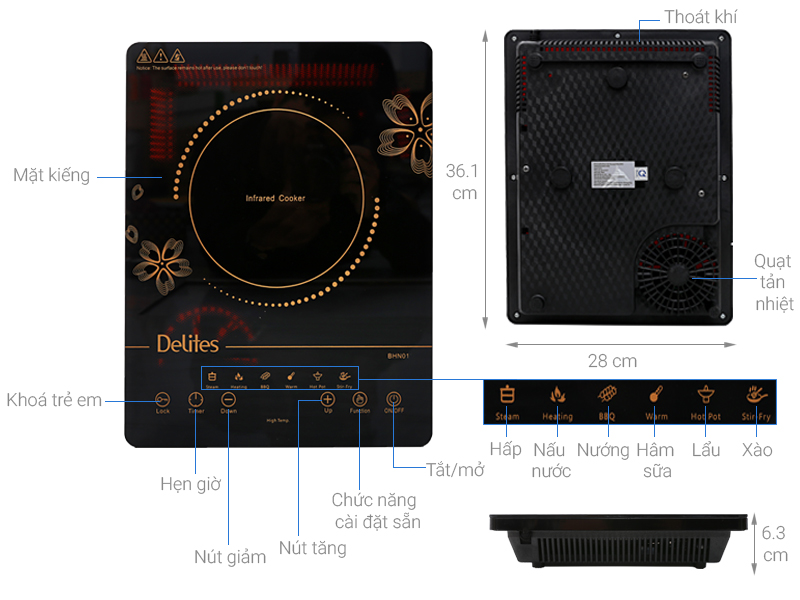 Thoát khí
Notice: The surface remains hot after use, please don't touch!
36.1
cm
Mặt kiếng
Infrared Cooker
Quạt
tản
nhiệt
Delites
BHN01
28 cm
Steam Heating BBQ Warm Hot Pot Stir Fry
Khoá trẻ em
Lock Timer Down Up Function ON/OFF
High Temp
Steam Heating BBQ Warm Hot Pot Stir Fry
Hấp Nấu Nướng Hâm Lẩu Xào
nước sữa
Tắt/mở
Hẹn giờ
Chức năng
cài đặt sẵn
Nút giảm
Nút tăng
6.3
cm